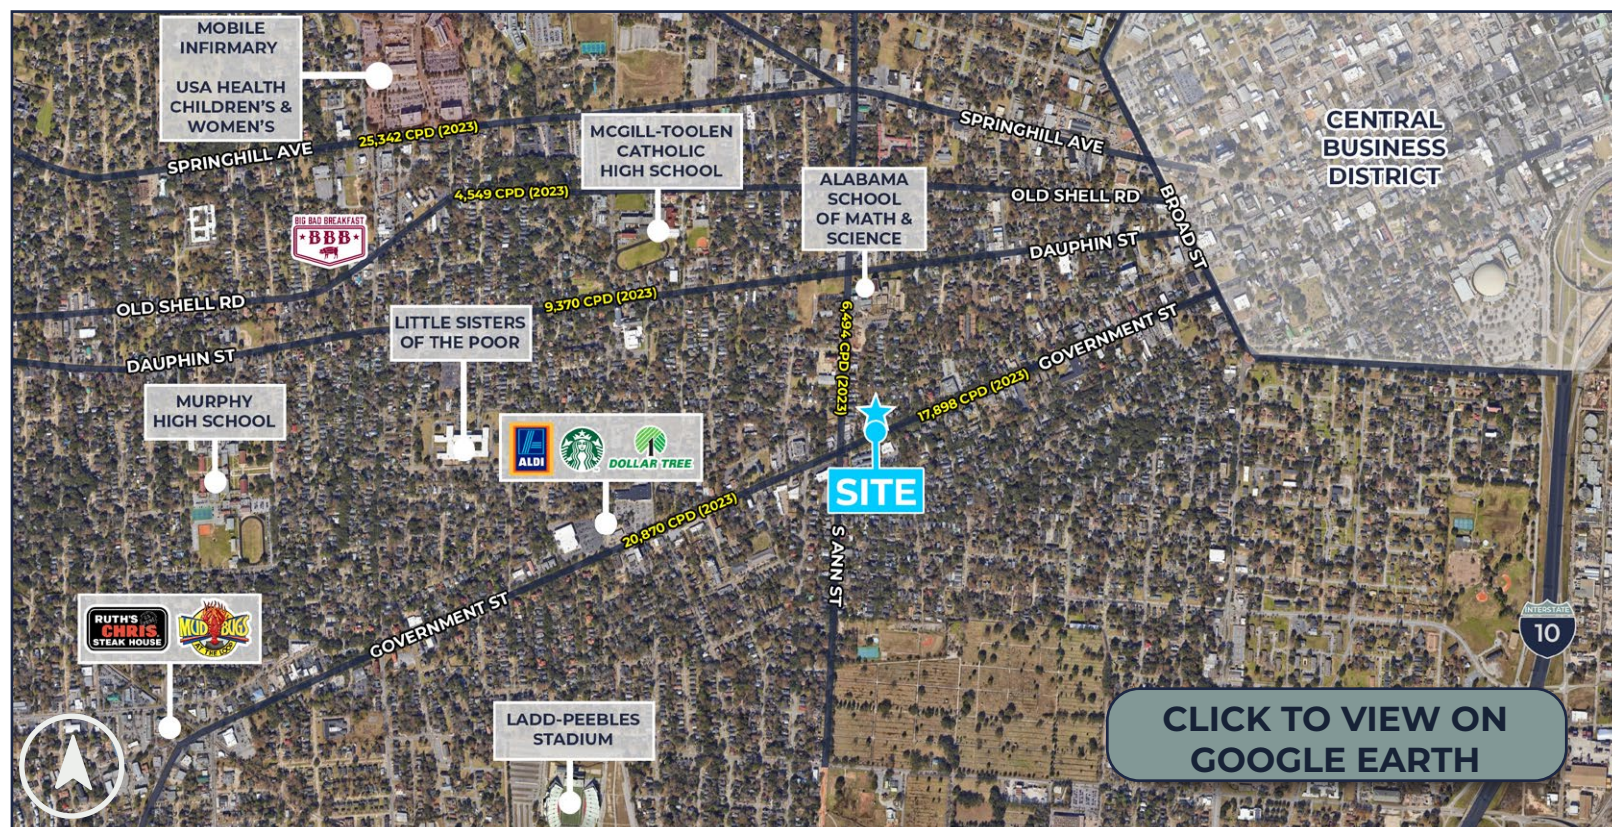 MOBILE
INFIRMARY
USA HEALTH
CHILDREN'S &
WOMEN'S
25,342 CPD (2023)
SPRINGHILL AVE
SPRINGHILL AVE
CENTRAL
BUSINESS
DISTRICT
MCGILL-TOOLEN
CATHOLIC
HIGH SCHOOL
ALABAMA
SCHOOL
OF MATH &
SCIENCE
4,549 CPD (2023)
OLD SHELL RD
BROAD ST
BIG BAD BREAKFAST
BBB
DAUPHIN ST
OLD SHELL RD
9,370 CPD (2023)
LITTLE SISTERS
OF THE POOR
6,494 CPD (2023)
GOVERNMENT ST
DAUPHIN ST
MURPHY
HIGH SCHOOL
17,898 CPD (2023)
ALDI
DOLLAR TREE
SITE
20,870 CPD (2023)
S ANN ST
RUTH'S
CHRIS
STEAK HOUSE
MUDBUGS
AT THE LOOP
GOVERNMENT ST
INTERSTATE
10
LADD-PEEBLES
STADIUM
CLICK TO VIEW ON
GOOGLE EARTH